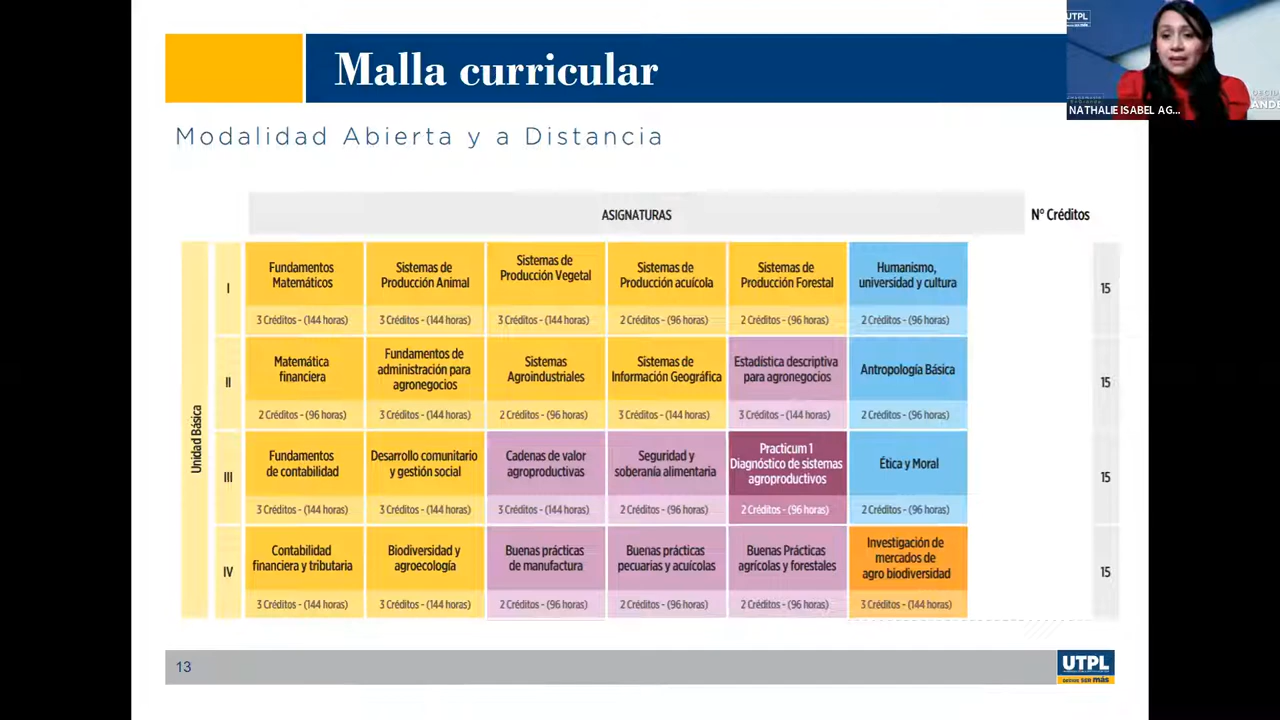 Malla curricular
UTPL
NATHALIE ISABEL AG...
Modalidad Abierta y a Distancia
ASIGNATURAS
N° Créditos
Unidad Básica
I
Fundamentos
Matemáticos
3 Créditos - (144 horas)
Sistemas de
Producción Animal
3 Créditos - (144 horas)
Sistemas de
Producción Vegetal
3 Créditos - (144 horas)
Sistemas de
Producción acuícola
2 Créditos - (96 horas)
Sistemas de
Producción Forestal
2 Créditos - (96 horas)
Humanismo,
universidad y cultura
2 Créditos - (96 horas)
15
II
Matemática
financiera
2 Créditos - (96 horas)
Fundamentos de
administración para
agronegocios
3 Créditos - (144 horas)
Sistemas
Agroindustriales
2 Créditos - (96 horas)
Sistemas de
Información Geográfica
3 Créditos - (144 horas)
Estadística descriptiva
para agronegocios
3 Créditos - (144 horas)
Antropología Básica
2 Créditos - (96 horas)
15
III
Fundamentos
de contabilidad
3 Créditos - (144 horas)
Desarrollo comunitario
y gestión social
3 Créditos - (144 horas)
Cadenas de valor
agroproductivas
3 Créditos - (144 horas)
Seguridad y
soberanía alimentaria
2 Créditos - (96 horas)
Practicum 1
Diagnóstico de sistemas
agroproductivos
2 Créditos - (96 horas)
Ética y Moral
2 Créditos - (96 horas)
15
IV
Contabilidad
financiera y tributaria
3 Créditos - (144 horas)
Biodiversidad y
agroecología
3 Créditos - (144 horas)
Buenas prácticas
de manufactura
2 Créditos - (96 horas)
Buenas prácticas
pecuarias y acuícolas
2 Créditos - (96 horas)
Buenas Prácticas
agrícolas y forestales
2 Créditos - (96 horas)
Investigación de
mercados de
agro biodiversidad
3 Créditos - (144 horas)
15
13
UTPL
DECIDE SER más